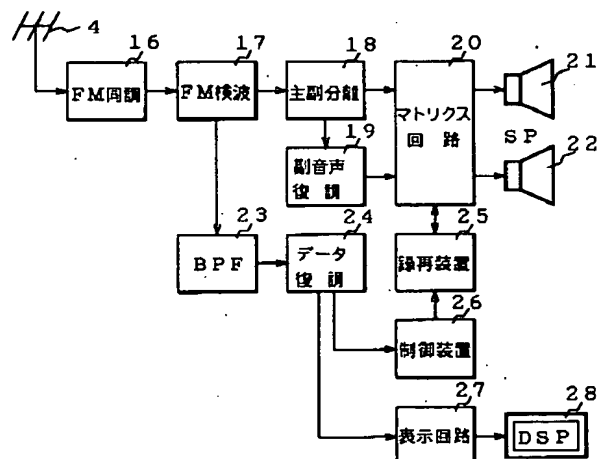 4
16
FM同調
17
FM検波
18
主副分離
19
副音声
復調
20
マトリクス
回路
21
SP
22
23
BPF
24
データ
復調
25
録再装置
26
制御装置
27
表示回路
28
DSP